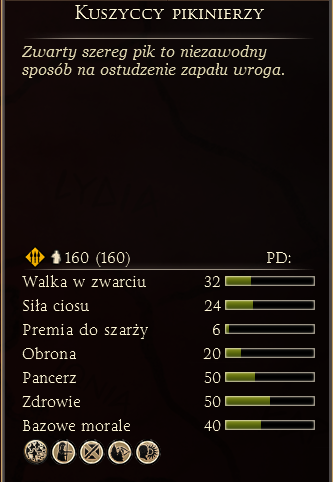 Kuszyccy pikinierzy
Zwarty szereg pik to niezawodny
sposób na ostudzenie zapału wroga.
160 (160) PD:
Walka w zwarciu 32
Siła ciosu 24
Premia do szarży 6
Obrona 20
Pancerz 50
Zdrowie 50
Bazowe morale 40